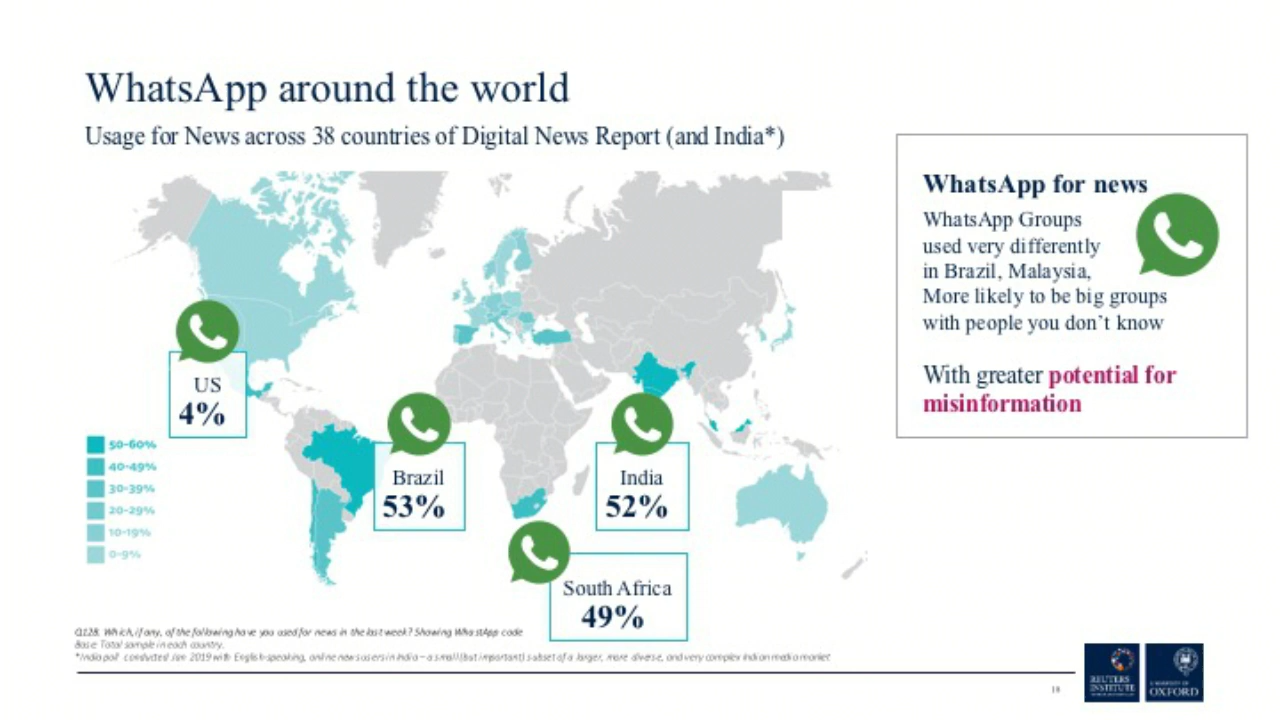 WhatsApp around the world
Usage for News across 38 countries of Digital News Report (and India*)
WhatsApp for news
WhatsApp Groups
used very differently
in Brazil, Malaysia,
More likely to be big groups
with people you don't know
With greater potential for
misinformation
US
4%
Brazil
53%
India
52%
South Africa
49%
50-60%
40-49%
30-39%
20-29%
10-19%
0-9%
Q12B. Which, if any, of the following have you used for news in the last week? Showing WhastApp code
Base: Total sample in each country.
*India poll conducted Jan 2019 with English-speaking, online news users in India – a small (but important) subset of a larger, more diverse, and very complex Indian media market
18
REUTERS
INSTITUTE
UNIVERSITY OF
OXFORD